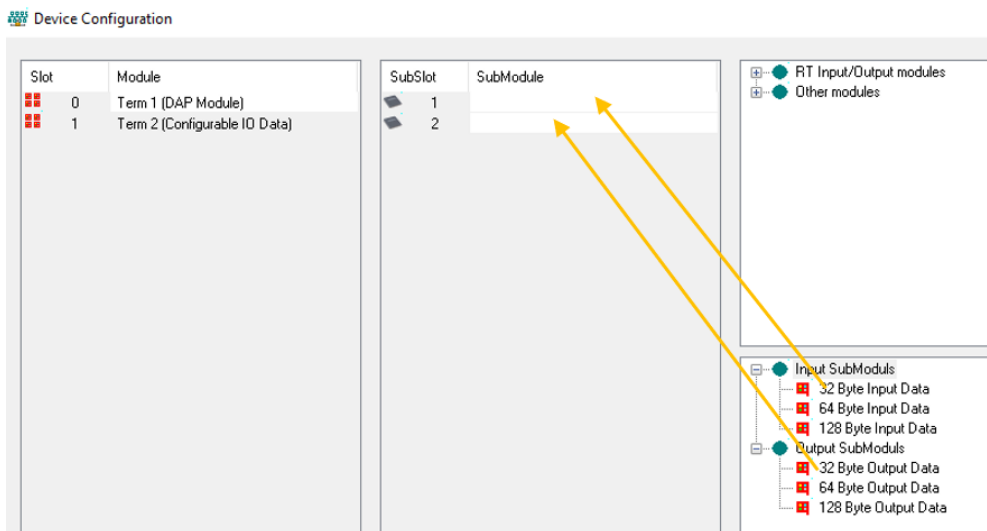 Device Configuration
Slot Module
0 Term 1 (DAP Module)
1 Term 2 (Configurable IO Data)
SubSlot SubModule
1
2
RT Input/Output modules
Other modules
Input SubModuls
32 Byte Input Data
64 Byte Input Data
128 Byte Input Data
Output SubModuls
32 Byte Output Data
64 Byte Output Data
128 Byte Output Data